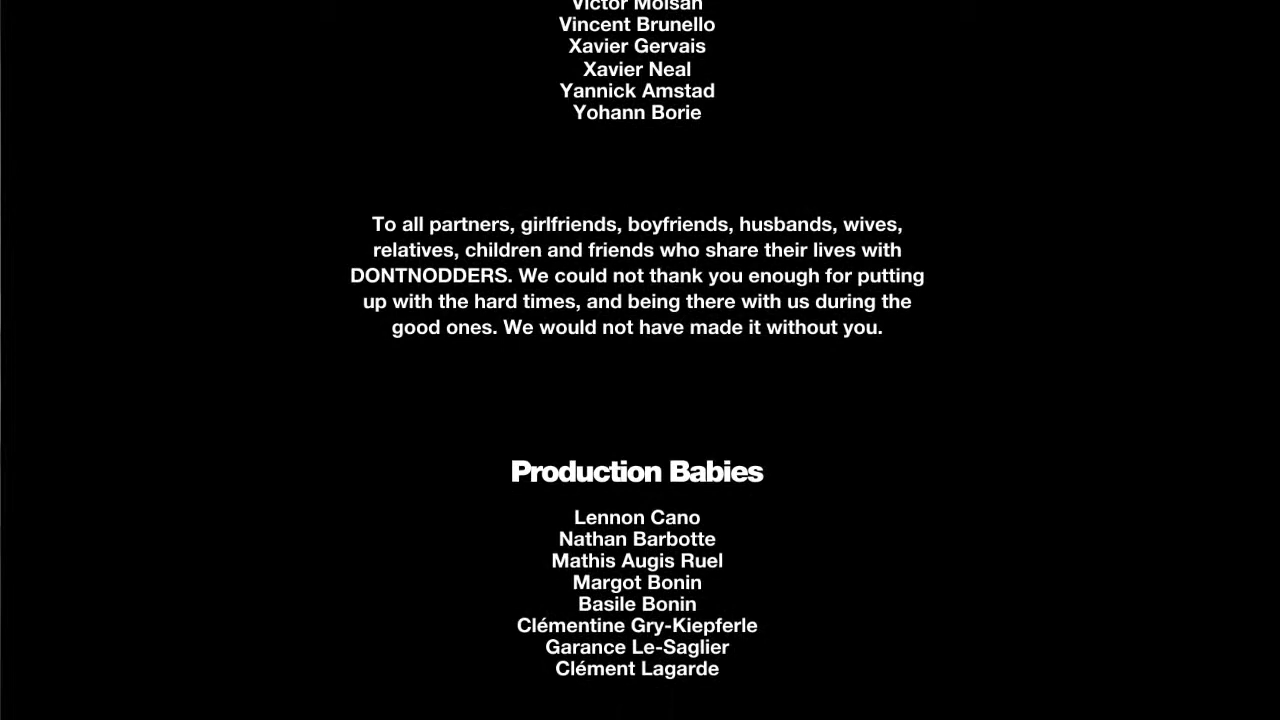 Victor Moisan
Vincent Brunello
Xavier Gervais
Xavier Neal
Yannick Amstad
Yohann Borie
To all partners, girlfriends, boyfriends, husbands, wives,
relatives, children and friends who share their lives with
DONTNODDERS. We could not thank you enough for putting
up with the hard times, and being there with us during the
good ones. We would not have made it without you.
Production Babies
Lennon Cano
Nathan Barbotte
Mathis Augis Ruel
Margot Bonin
Basile Bonin
Clémentine Gry-Kiepferle
Garance Le-Saglier
Clément Lagarde